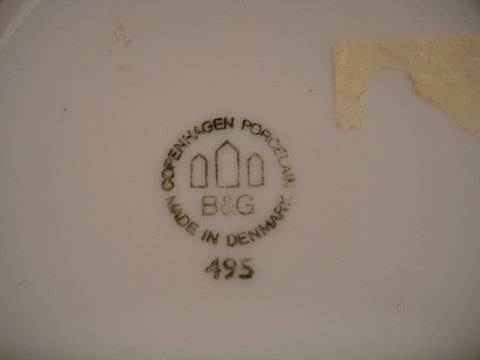 COPENHAGEN PORCELAIN
B&G
MADE IN DENMARK
495